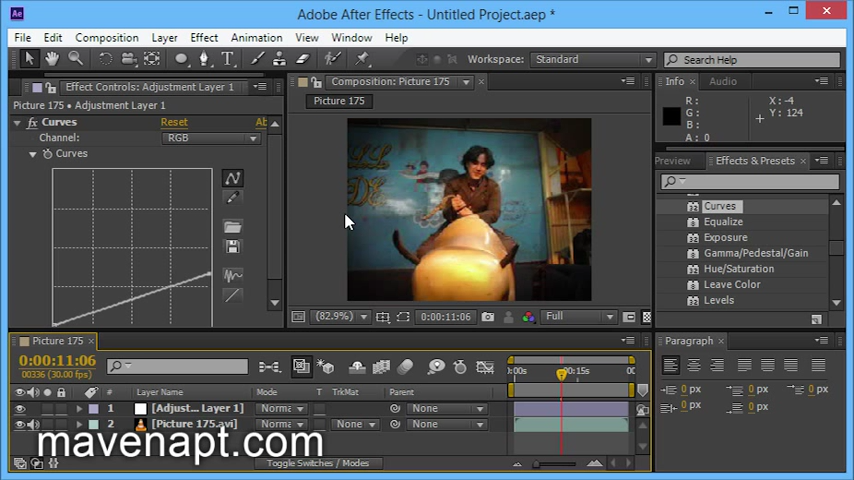 Ae
Adobe After Effects - Untitled Project.aep *
File Edit Composition Layer Effect Animation View Window Help
Workspace: Standard
Search Help
Effect Controls: Adjustment Layer 1
Composition: Picture 175
Info Audio
Picture 175 • Adjustment Layer 1
Picture 175
fx Curves Reset Ab
Channel: RGB
Curves
R:
G:
B:
A: 0
X: -4
Y: 124
Preview Effects & Presets
Curves
Equalize
Exposure
Gamma/Pedestal/Gain
Hue/Saturation
Leave Color
Levels
(82.9%) 0:00:11:06 Full
Picture 175
0:00:11:06
00336 (30.00 fps)
0:00s 0:15s
# Layer Name Mode T TrkMat Parent
1 [Adjust... Layer 1] Norma None
2 [Picture 175.avi] Norma None None
Toggle Switches / Modes
Paragraph
0 px 0 px 0 px
0 px 0 px
mavenapt.com